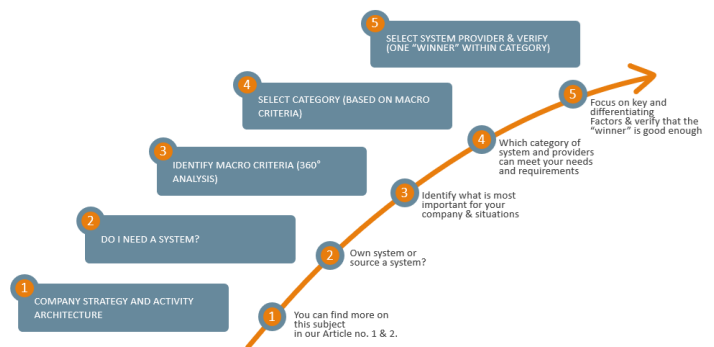 5
SELECT SYSTEM PROVIDER & VERIFY
(ONE “WINNER” WITHIN CATEGORY)
4
SELECT CATEGORY (BASED ON MACRO
CRITERIA)
3
IDENTIFY MACRO CRITERIA (360° 
ANALYSIS)
2
DO I NEED A SYSTEM?
1
COMPANY STRATEGY AND ACTIVITY
ARCHITECTURE
5
Focus on key and
differentiating
Factors & verify that the
“winner” is good enough
4
Which category of
system and providers
can meet your needs
and requirements
3
Identify what is most
important for your
company & situations
2
Own system or
source a system?
1
You can find more on
this subject
in our Article no. 1 & 2.